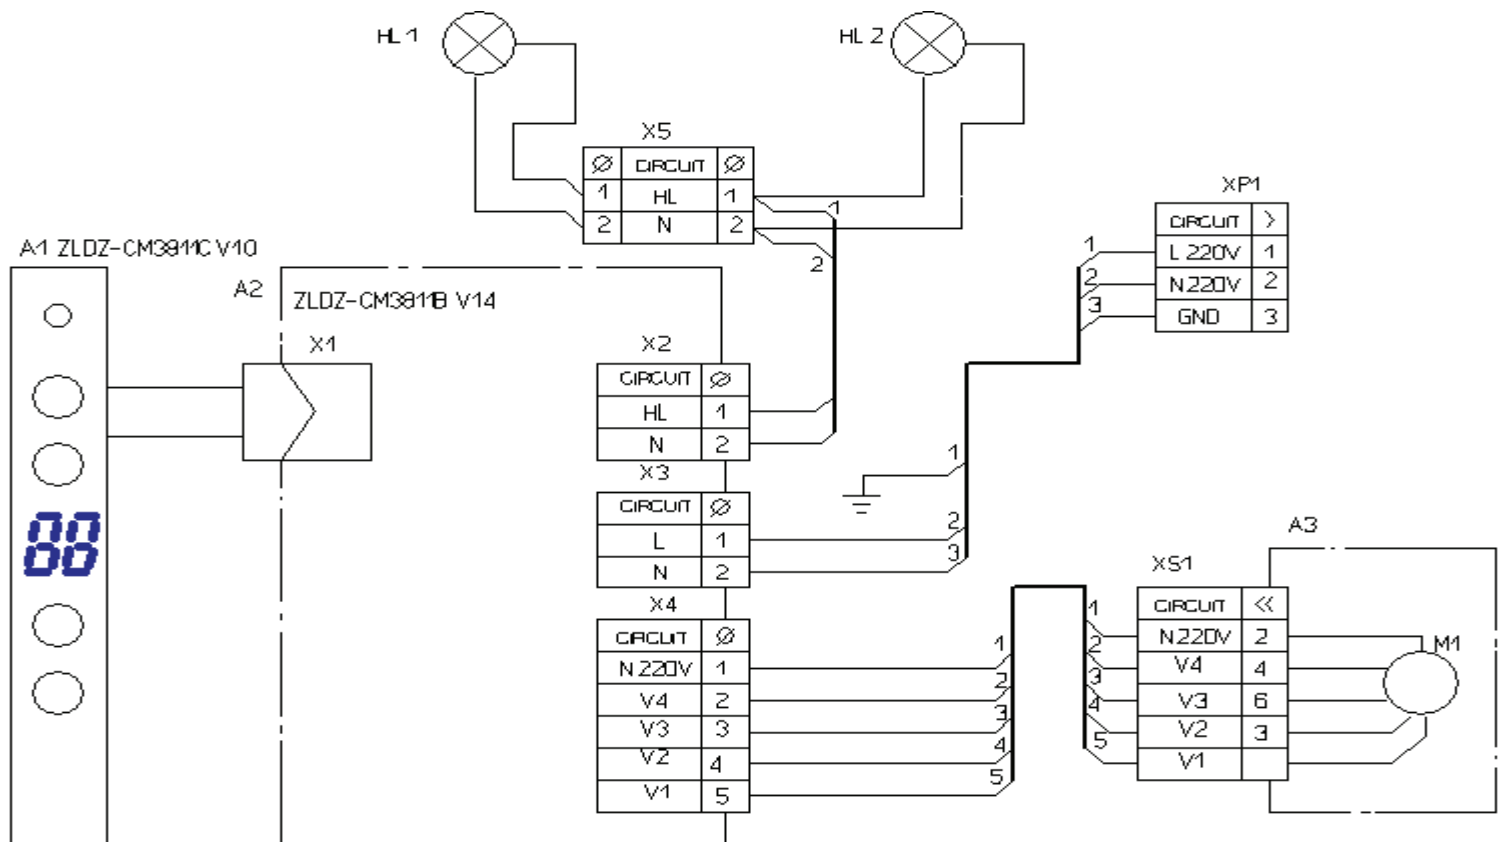 HL 1
HL 2
X5
Ø CIRCUIT Ø
1 HL 1
2 N 2
1
2
XP1
CIRCUIT >
L 220V 1
N 220V 2
GND 3
1
2
3
A1 ZLDZ-CM3811C V10
A2
ZLDZ-CM3811B V14
X1
88
X2
CIRCUIT Ø
HL 1
N 2
X3
CIRCUIT Ø
L 1
N 2
1
2
3
X4
CIRCUIT Ø
N 220V 1
V4 2
V3 3
V2 4
V1 5
1
2
3
4
5
A3
XS1
CIRCUIT <<
N 220V 2
V4 4
V3 6
V2 3
V1
1
2
3
4
5
M1